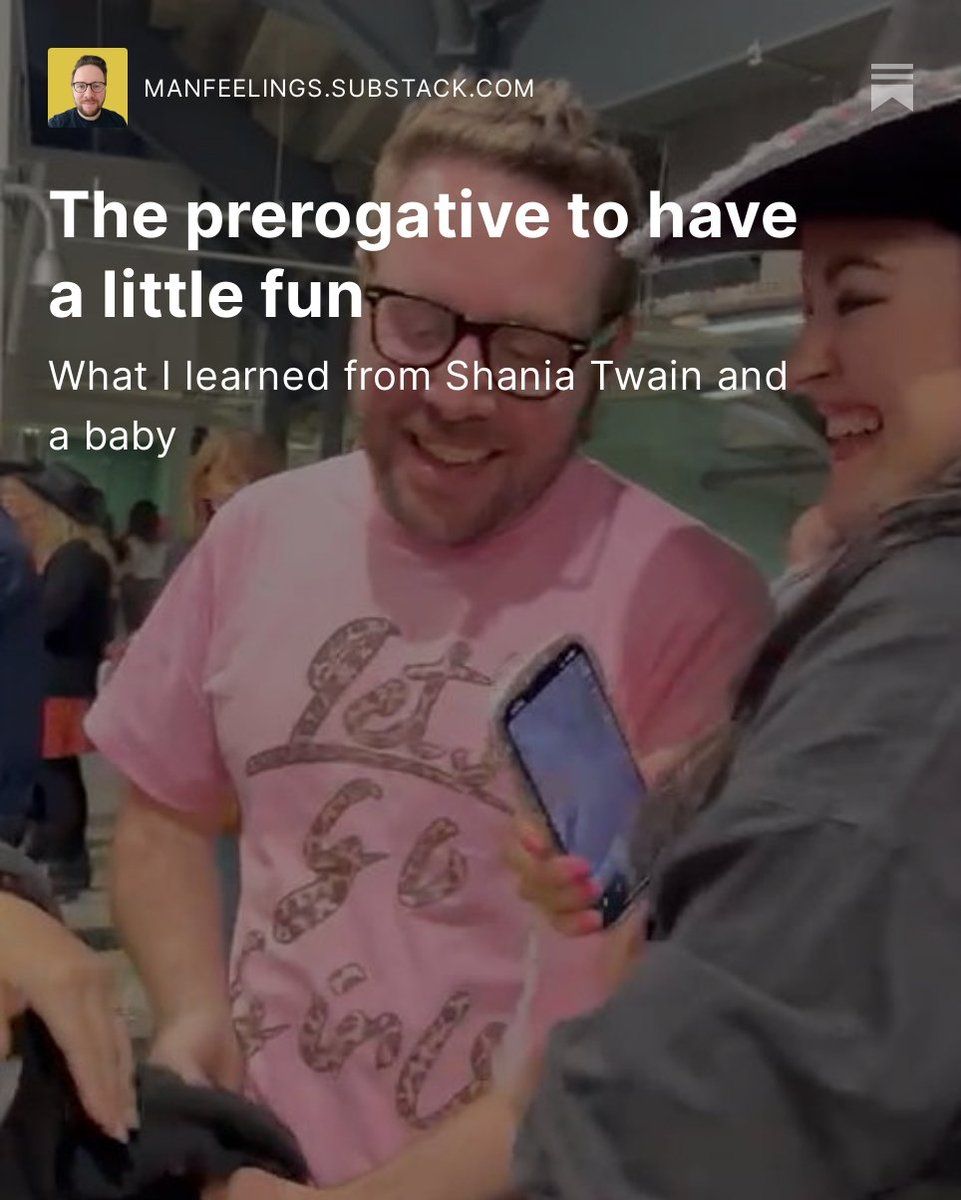 MANFEELINGS.SUBSTACK.COM
The prerogative to have
a little fun
What I learned from Shania Twain and
a baby
Let's
Go
Girls